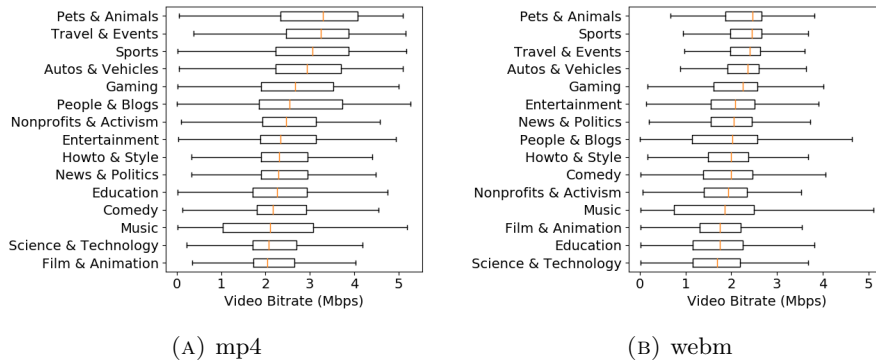 Pets & Animals
Travel & Events
Sports
Autos & Vehicles
Gaming
People & Blogs
Nonprofits & Activism
Entertainment
Howto & Style
News & Politics
Education
Comedy
Music
Science & Technology
Film & Animation
0 1 2 3 4 5
Video Bitrate (Mbps)
(A) mp4
Pets & Animals
Sports
Travel & Events
Autos & Vehicles
Gaming
Entertainment
News & Politics
People & Blogs
Howto & Style
Comedy
Nonprofits & Activism
Music
Film & Animation
Education
Science & Technology
0 1 2 3 4 5
Video Bitrate (Mbps)
(B) webm